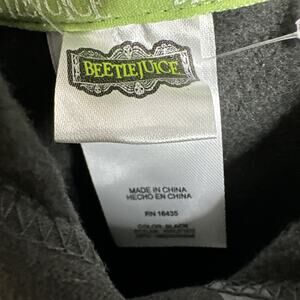 BEETLEJUICE
MADE IN CHINA
HECHO EN CHINA
RN 16435
COLOR: BLACK